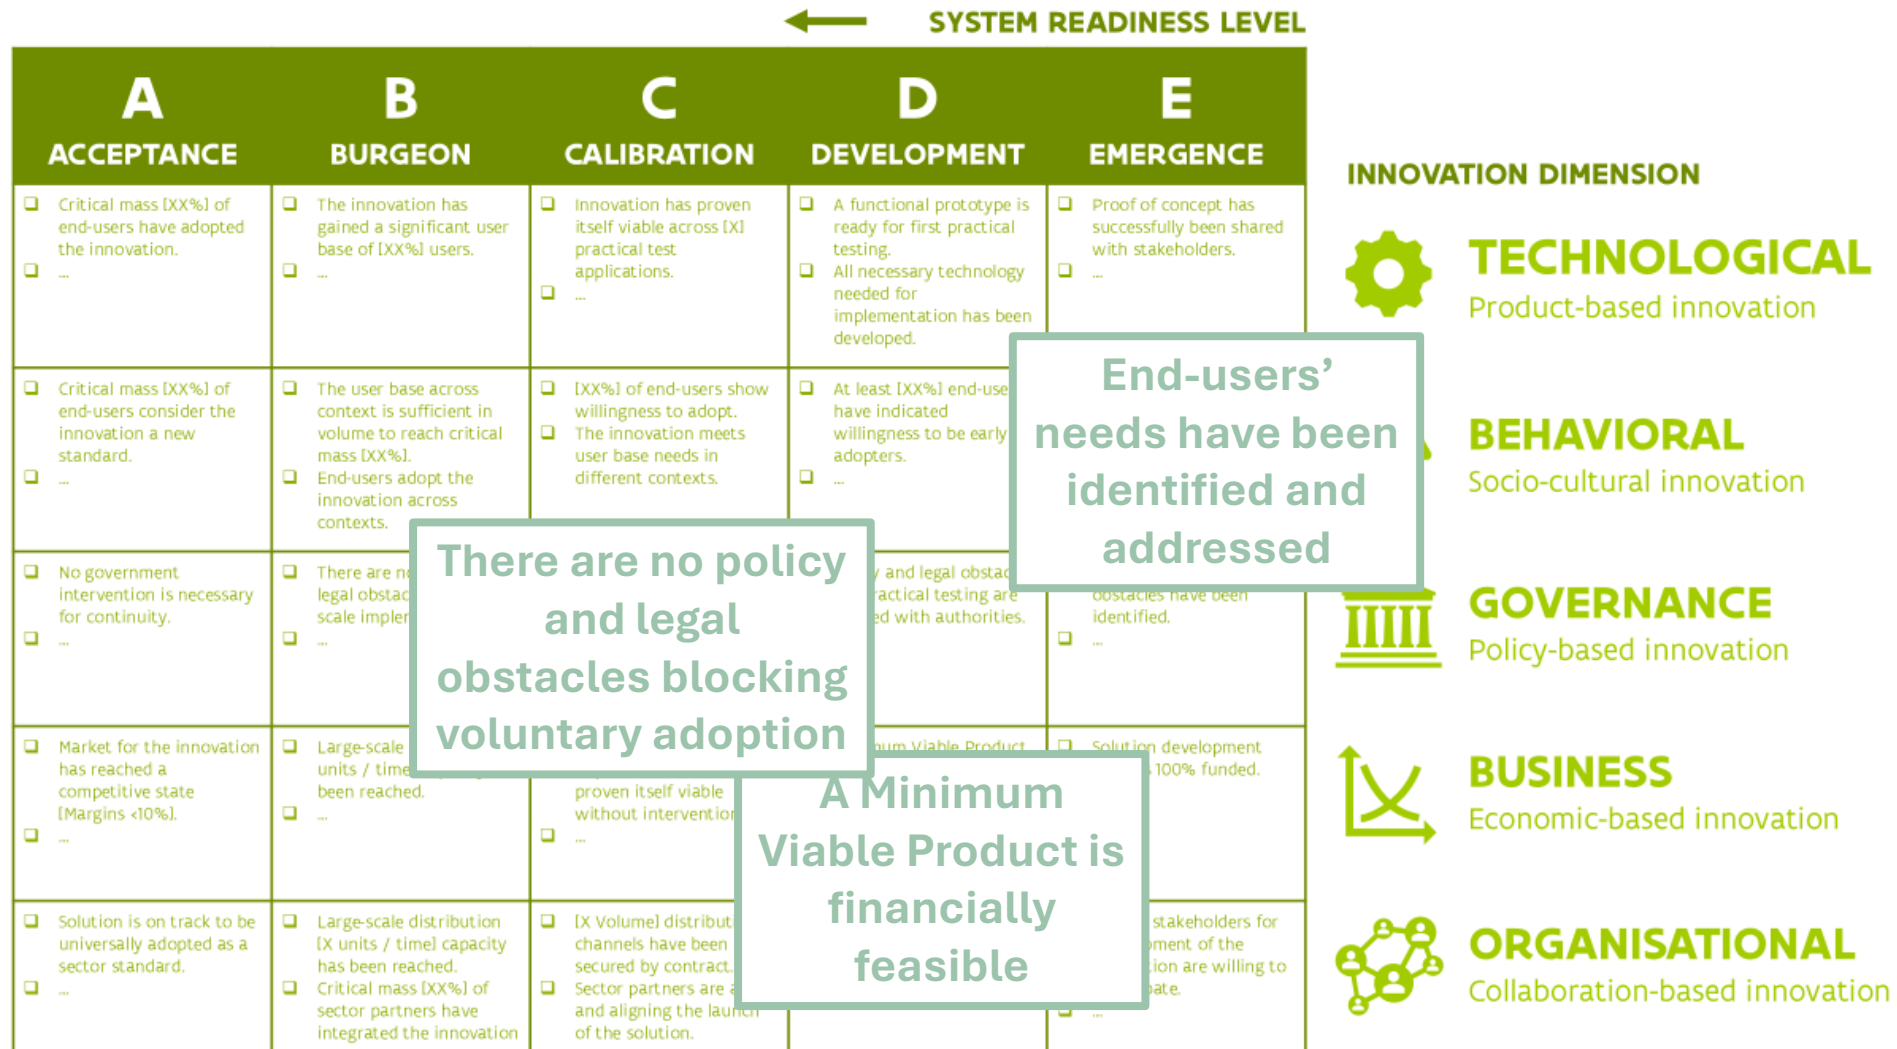 SYSTEM READINESS LEVEL
A
ACCEPTANCE
B
BURGEON
C
CALIBRATION
D
DEVELOPMENT
E
EMERGENCE
Critical mass [XX%] of
end-users have adopted
the innovation.
...
The innovation has
gained a significant user
base of [XX%] users.
...
Innovation has proven
itself viable across [X]
practical test
applications.
...
A functional prototype is
ready for first practical
testing.
All necessary technology
needed for
implementation has been
developed.
Proof of concept has
successfully been shared
with stakeholders.
...
Critical mass [XX%] of
end-users consider the
innovation a new
standard.
...
The user base across
context is sufficient in
volume to reach critical
mass [XX%].
End-users adopt the
innovation across
contexts.
[XX%] of end-users show
willingness to adopt.
The innovation meets
user base needs in
different contexts.
At least [XX%]
have indicated
willingness to be early
adopters.
...
End-users'
needs have been
identified and
addressed
No government
intervention is necessary
for continuity.
...
There are
legal
scale
...
There are no policy
and legal
obstacles blocking
voluntary adoption
and legal
testing are
with authorities.
obstacles have been
identified.
...
Market for the innovation
has reached a
competitive state
[Margins <10%].
...
Large-scale
units / time
been reached.
...
proven itself viable
without
...
Viable Product
A Minimum
Viable Product is
financially
feasible
Solution development
100% funded.
Solution is on track to be
universally adopted as a
sector standard.
...
Large-scale distribution
[X units / time] capacity
has been reached.
Critical mass [XX%] of
sector partners have
integrated the innovation
[X Volume]
channels have been
secured by contract.
Sector partners are
and aligning the launch
of the solution.
stakeholders for
of the
are willing to
...
INNOVATION DIMENSION
TECHNOLOGICAL
Product-based innovation
BEHAVIORAL
Socio-cultural innovation
GOVERNANCE
Policy-based innovation
BUSINESS
Economic-based innovation
ORGANISATIONAL
Collaboration-based innovation